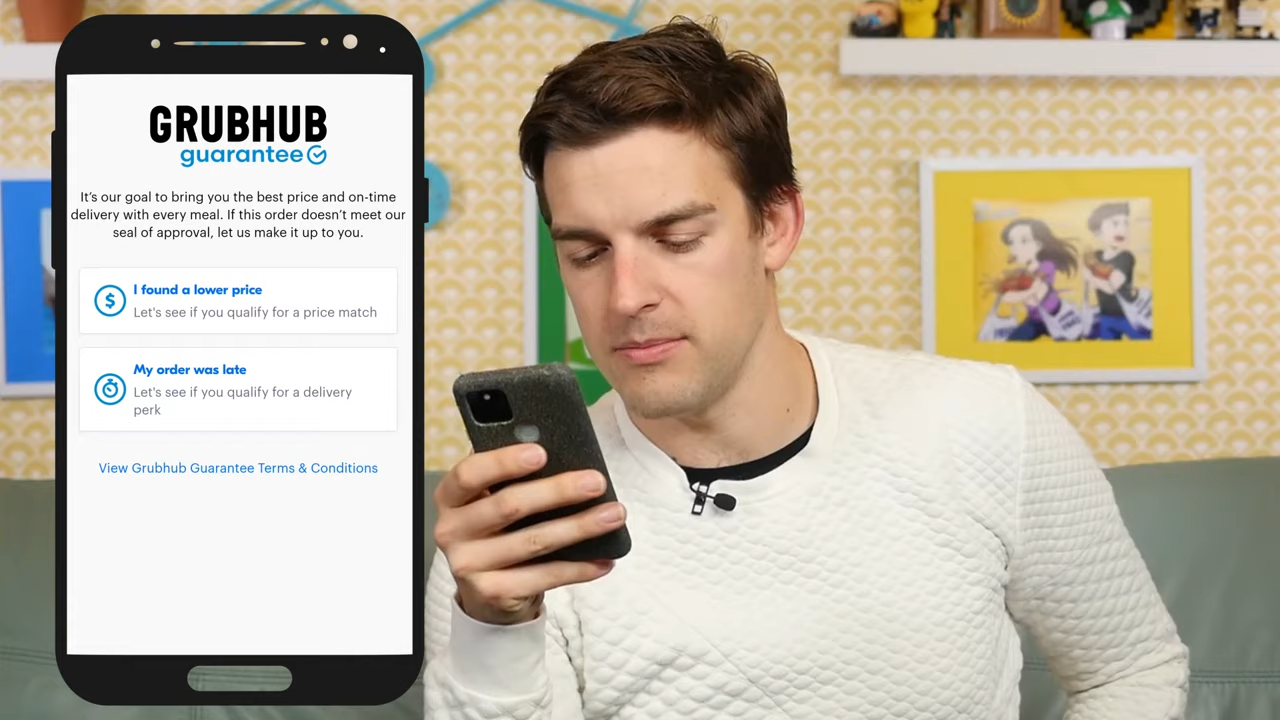 GRUBHUB
guarantee
It's our goal to bring you the best price and on-time
delivery with every meal. If this order doesn't meet our
seal of approval, let us make it up to you.
$
I found a lower price
Let's see if you qualify for a price match
My order was late
Let's see if you qualify for a delivery
perk
View Grubhub Guarantee Terms & Conditions